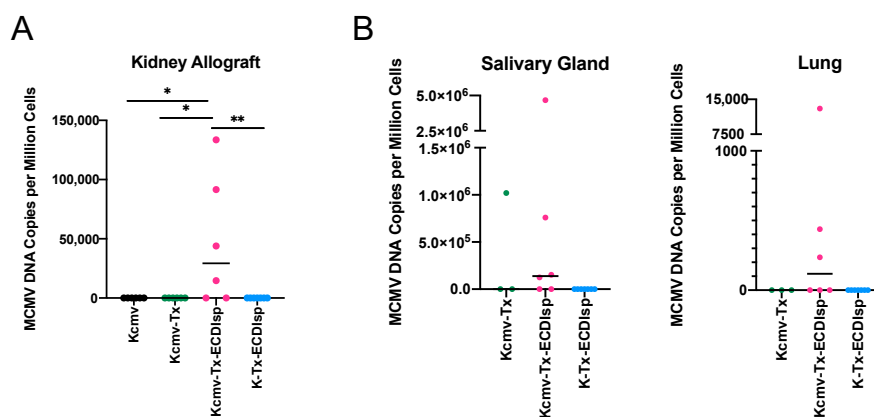 A
Kidney Allograft
MCMV DNA Copies per Million Cells
*
*
**
150,000
100,000
50,000
0
Kcmv
Kcmv-Tx
Kcmv-Tx-ECDIsp
K-Tx-ECDIsp
B
Salivary Gland
MCMV DNA Copies per Million Cells
5.0×10⁶
2.0×10⁶
1.5×10⁶
1.0×10⁶
5.0×10⁵
0.0
Kcmv-Tx
Kcmv-Tx-ECDIsp
K-Tx-ECDIsp
Lung
MCMV DNA Copies per Million Cells
15,000
7500
1000
0
Kcmv-Tx
Kcmv-Tx-ECDIsp
K-Tx-ECDIsp